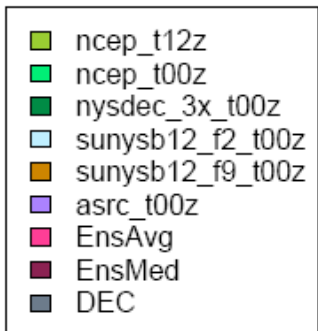 ncep_t12z
ncep_t00z
nysdec_3x_t00z
sunysb12_f2_t00z
sunysb12_f9_t00z
asrc_t00z
EnsAvg
EnsMed
DEC